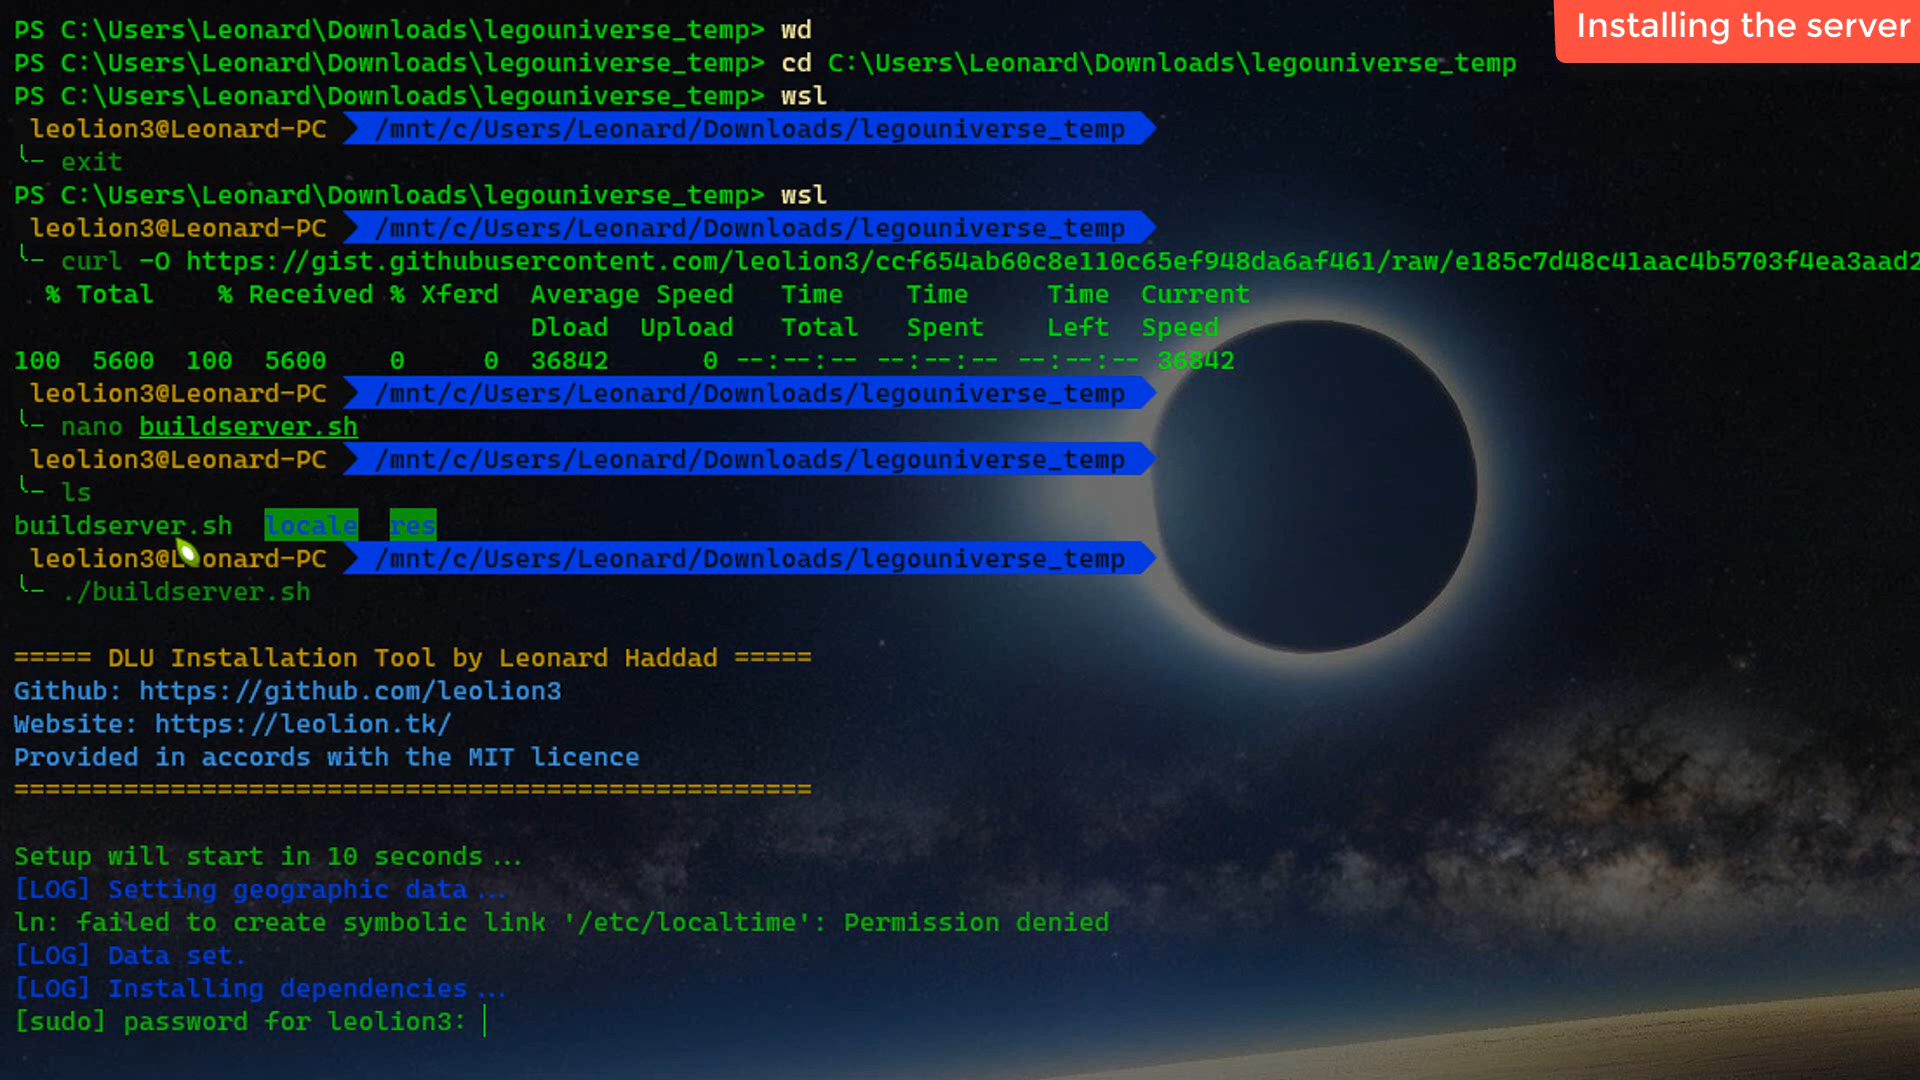 Installing the server
PS C:\Users\Leonard\Downloads\legouniverse_temp> wd
PS C:\Users\Leonard\Downloads\legouniverse_temp> cd C:\Users\Leonard\Downloads\legouniverse_temp
PS C:\Users\Leonard\Downloads\legouniverse_temp> wsl
leolion3@Leonard-PC /mnt/c/Users/Leonard/Downloads/legouniverse_temp
╰─ exit
PS C:\Users\Leonard\Downloads\legouniverse_temp> wsl
leolion3@Leonard-PC /mnt/c/Users/Leonard/Downloads/legouniverse_temp
╰─ curl -O https://gist.githubusercontent.com/leolion3/ccf654ab60c8e110c65ef948da6af461/raw/e185c7d48c41aac4b5703f4ea3aad2
% Total % Received % Xferd Average Speed Time Time Time Current
Dload Upload Total Spent Left Speed
100 5600 100 5600 0 0 36842 0 --:--:-- --:--:-- --:--:-- 36842
leolion3@Leonard-PC /mnt/c/Users/Leonard/Downloads/legouniverse_temp
╰─ nano buildserver.sh
leolion3@Leonard-PC /mnt/c/Users/Leonard/Downloads/legouniverse_temp
╰─ ls
buildserver.sh locale res
leolion3@Leonard-PC /mnt/c/Users/Leonard/Downloads/legouniverse_temp
╰─ ./buildserver.sh
===== DLU Installation Tool by Leonard Haddad =====
Github: https://github.com/leolion3
Website: https://leolion.tk/
Provided in accords with the MIT licence
===================================================
Setup will start in 10 seconds...
[LOG] Setting geographic data...
ln: failed to create symbolic link '/etc/localtime': Permission denied
[LOG] Data set.
[LOG] Installing dependencies...
[sudo] password for leolion3: